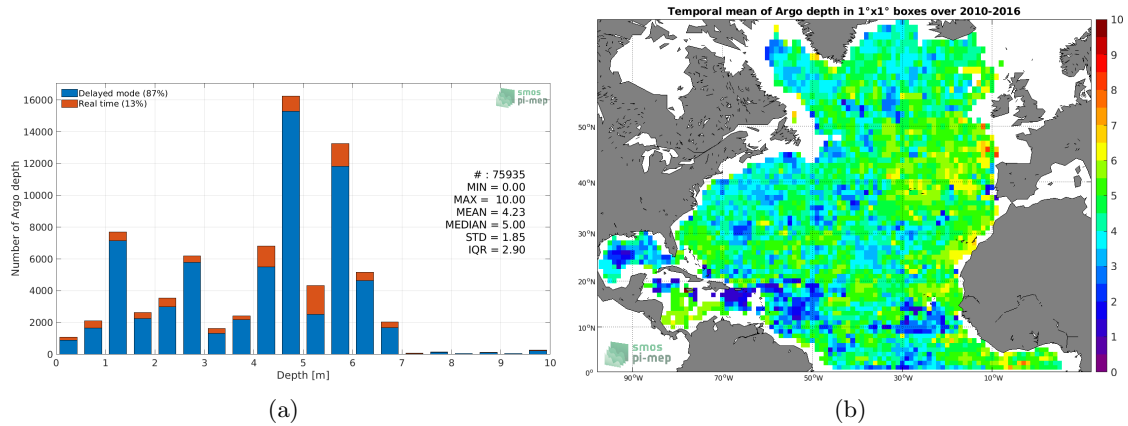 Temporal mean of Argo depth in 1°x1° boxes over 2010-2016
Delayed mode (87%)
Real time (13%)
smos
pi-mep
# : 75935
MIN = 0.00
MAX = 10.00
MEAN = 4.23
MEDIAN = 5.00
STD = 1.85
IQR = 2.90
Number of Argo depth
16000
14000
12000
10000
8000
6000
4000
2000
0
0 1 2 3 4 5 6 7 8 9 10
Depth [m]
(a)
50°N
40°N
30°N
20°N
10°N
0°
90°W 70°W 50°W 30°W 10°W
smos
pi-mep
10
9
8
7
6
5
4
3
2
1
0
(b)